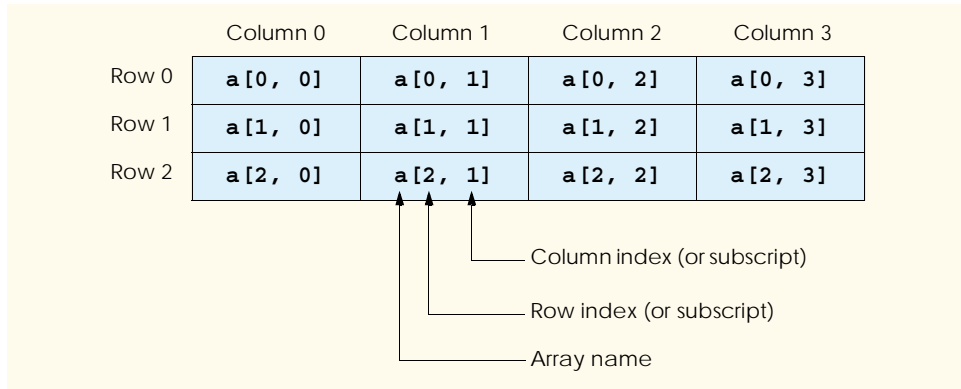 Column 0 Column 1 Column 2 Column 3
Row 0 a[0, 0] a[0, 1] a[0, 2] a[0, 3]
Row 1 a[1, 0] a[1, 1] a[1, 2] a[1, 3]
Row 2 a[2, 0] a[2, 1] a[2, 2] a[2, 3]
Column index (or subscript)
Row index (or subscript)
Array name